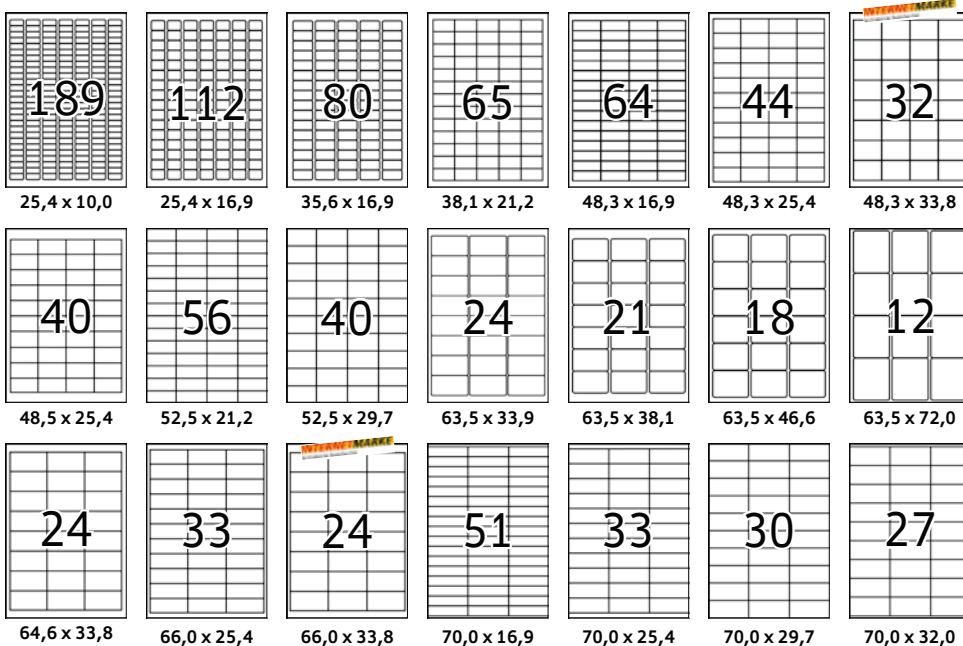 INTERNETMARKE
189 112 80 65 64 44 32
25,4 x 10,0 25,4 x 16,9 35,6 x 16,9 38,1 x 21,2 48,3 x 16,9 48,3 x 25,4 48,3 x 33,8
40 56 40 24 21 18 12
48,5 x 25,4 52,5 x 21,2 52,5 x 29,7 63,5 x 33,9 63,5 x 38,1 63,5 x 46,6 63,5 x 72,0
INTERNETMARKE
24 33 24 51 33 30 27
64,6 x 33,8 66,0 x 25,4 66,0 x 33,8 70,0 x 16,9 70,0 x 25,4 70,0 x 29,7 70,0 x 32,0